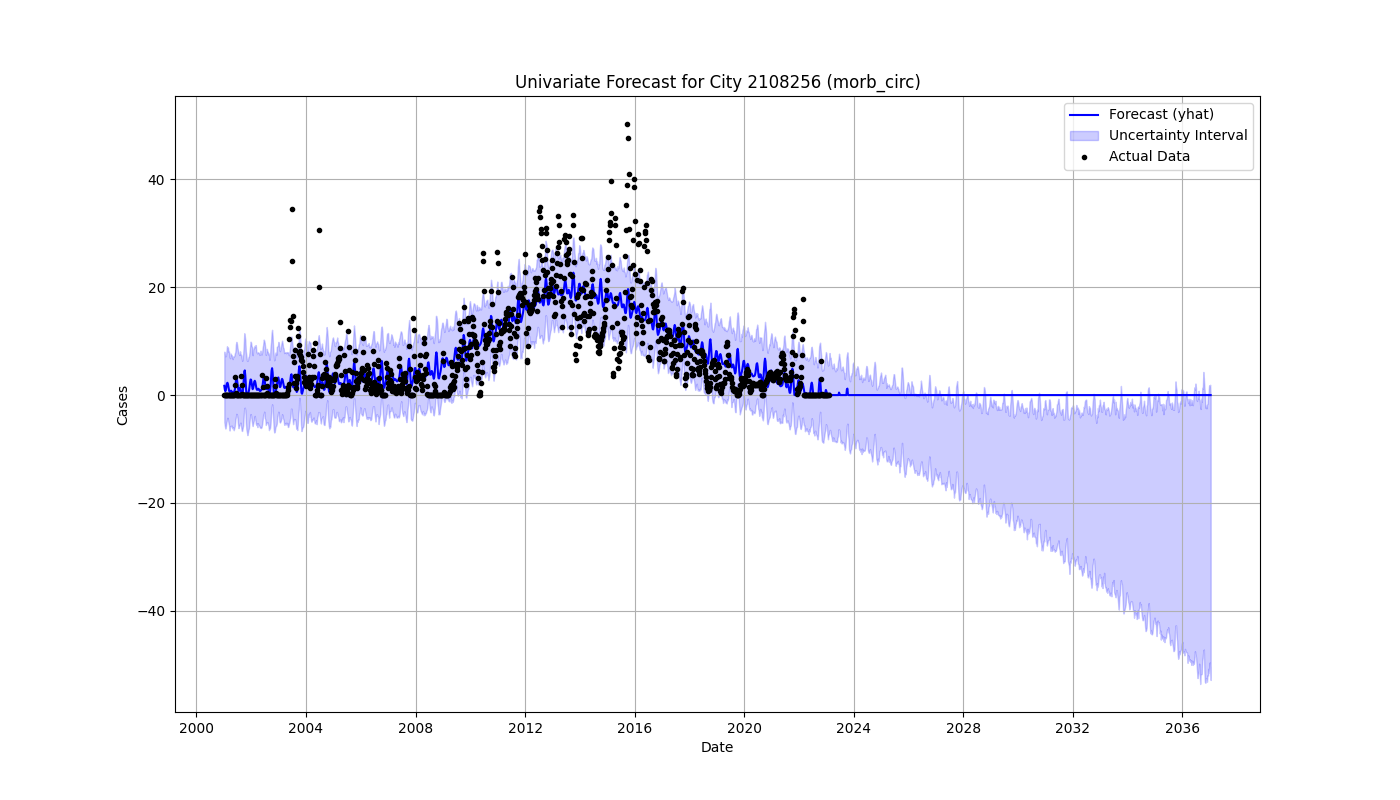 Univariate Forecast for City 2108256 (morb_circ)
Forecast (yhat)
Uncertainty Interval
Actual Data
Cases
40
20
0
−20
−40
2000 2004 2008 2012 2016 2020 2024 2028 2032 2036
Date